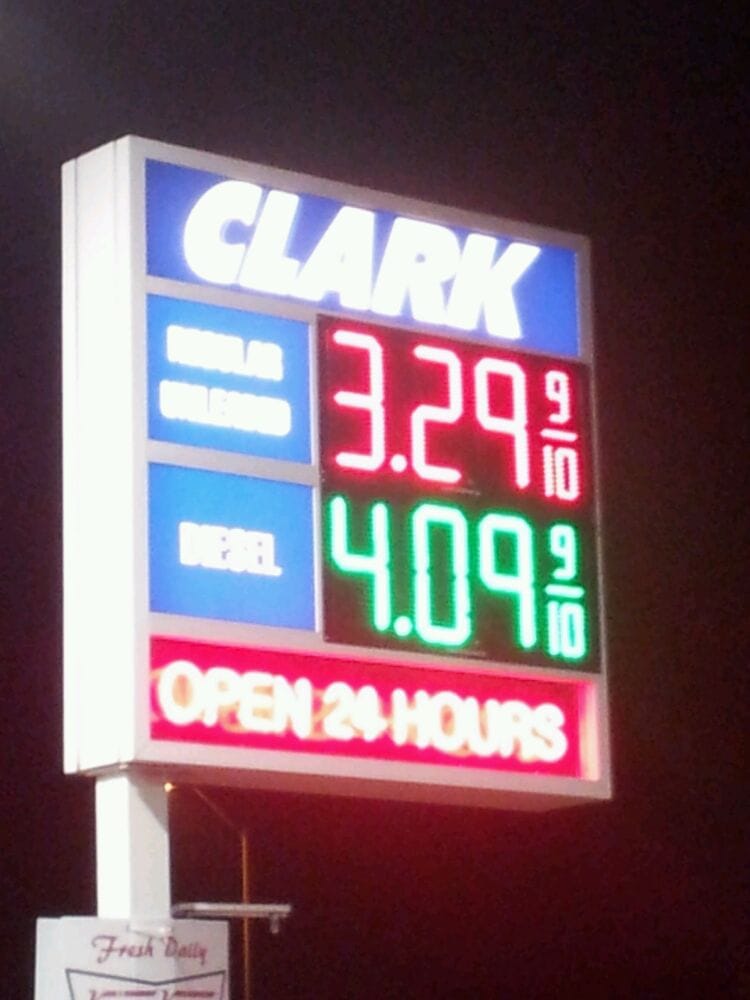 CLARK
REGULAR
UNLEADED
3.29 9/10
DIESEL
4.09 9/10
OPEN 24 HOURS
Fresh Daily